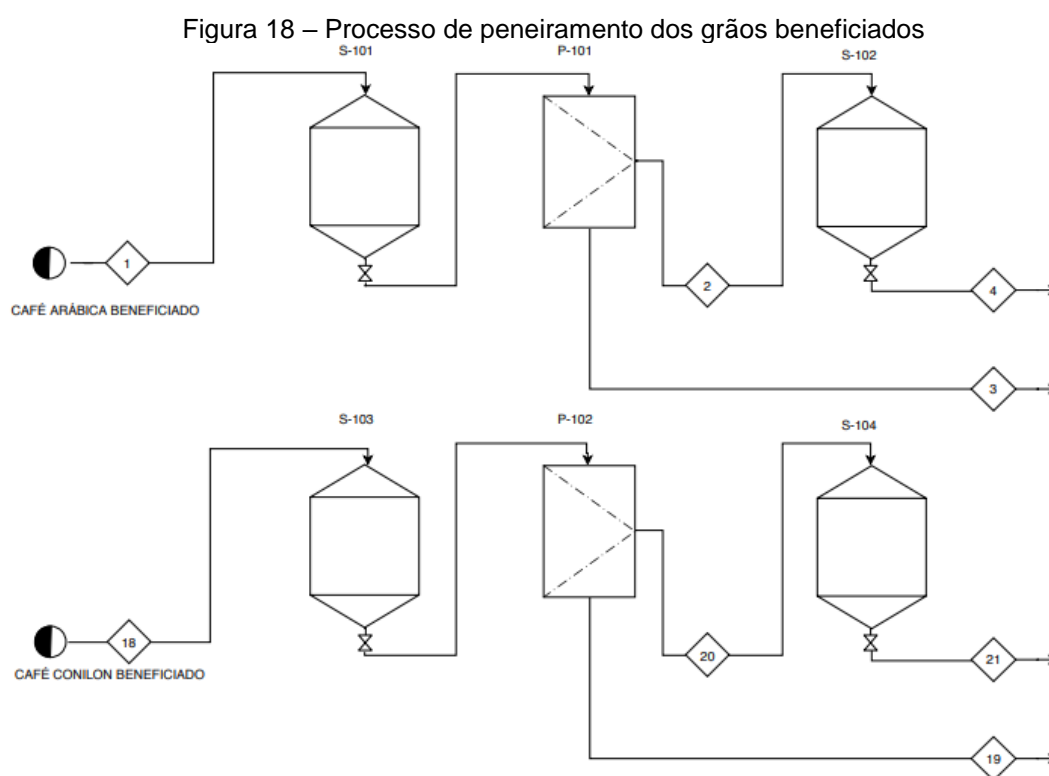 Figura 18 – Processo de peneiramento dos grãos beneficiados
S-101
P-101
S-102
1
2
4
CAFÉ ARÁBICA BENEFICIADO
3
S-103
P-102
S-104
18
20
21
CAFÉ CONILON BENEFICIADO
19